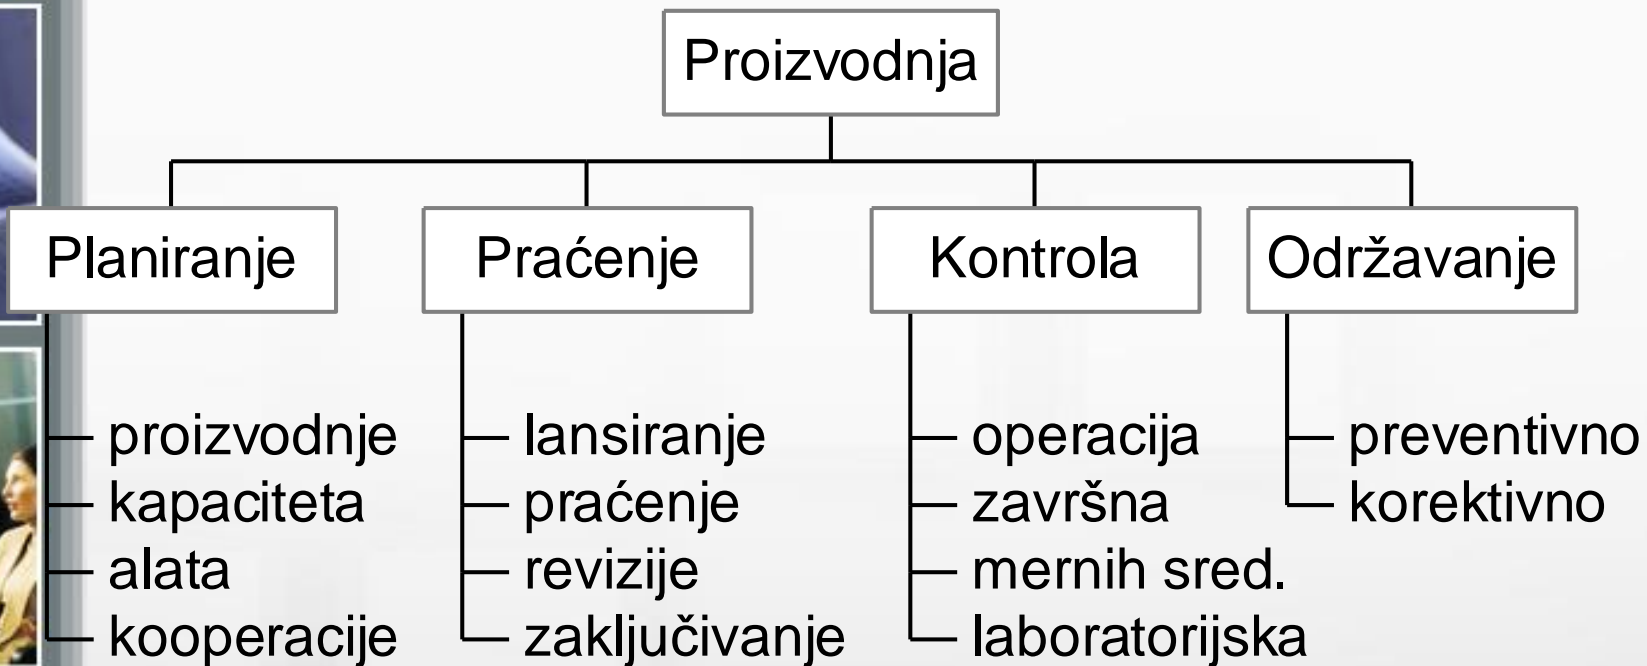 Proizvodnja
Planiranje
proizvodnje
kapaciteta
alata
kooperacije
Praćenje
lansiranje
praćenje
revizije
zaključivanje
Kontrola
operacija
završna
mernih sred.
laboratorijska
Održavanje
preventivno
korektivno